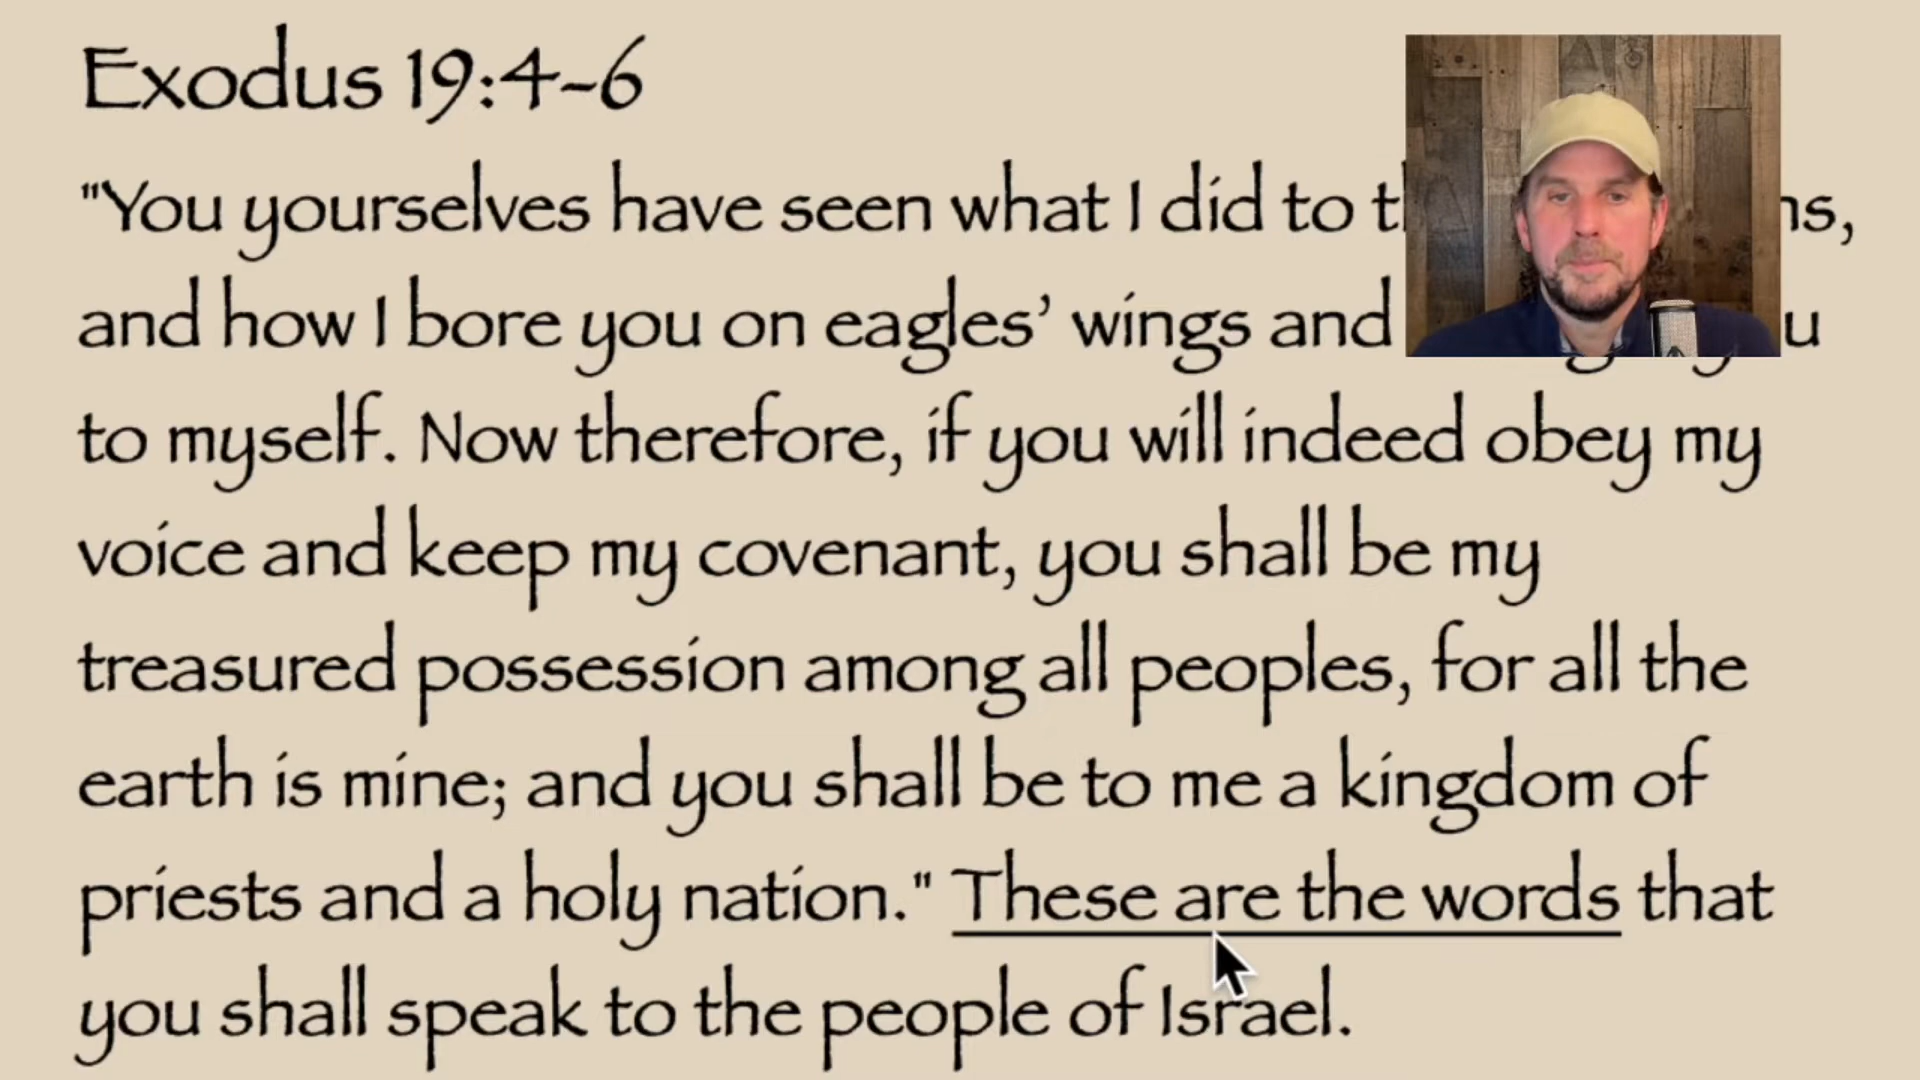 Exodus 19:4-6
"You yourselves have seen what I did to
and how I bore you on eagles’ wings and
to myself. Now therefore, if you will indeed obey my
voice and keep my covenant, you shall be my
treasured possession among all peoples, for all the
earth is mine; and you shall be to me a kingdom of
priests and a holy nation." These are the words that
you shall speak to the people of Israel.